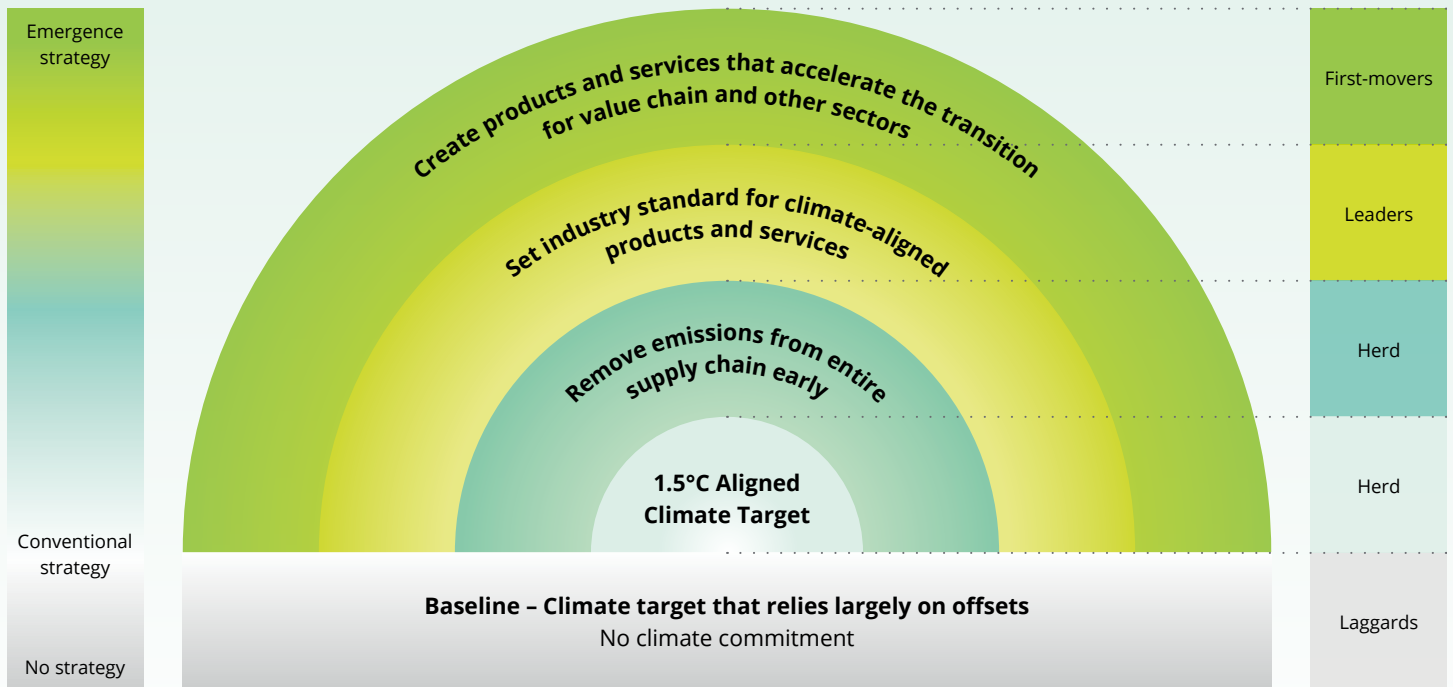 Emergence
strategy
Conventional
strategy
No strategy
Create products and services that accelerate the transition
for value chain and other sectors
Set industry standard for climate-aligned
products and services
Remove emissions from entire
supply chain early
1.5°C Aligned
Climate Target
Baseline – Climate target that relies largely on offsets
No climate commitment
First-movers
Leaders
Herd
Herd
Laggards